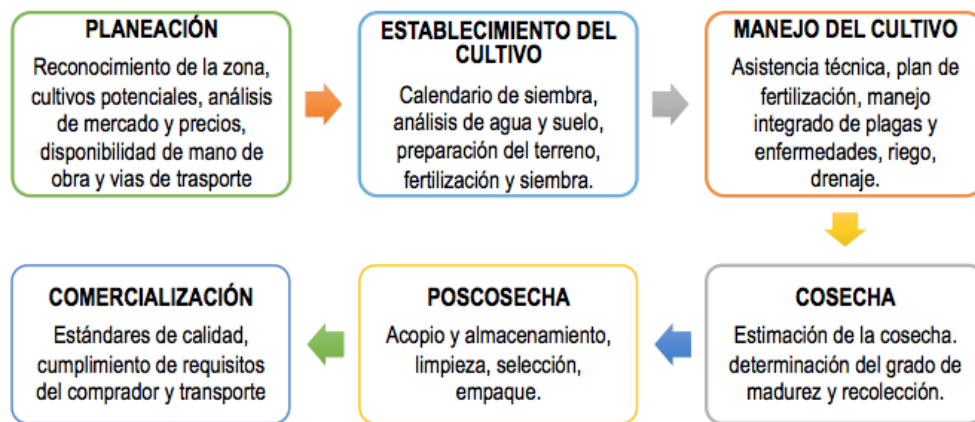 PLANEACIÓN
Reconocimiento de la zona,
cultivos potenciales, análisis
de mercado y precios,
disponibilidad de mano de
obra y vias de trasporte
ESTABLECIMIENTO DEL
CULTIVO
Calendario de siembra,
análisis de agua y suelo,
preparación del terreno,
fertilización y siembra.
MANEJO DEL CULTIVO
Asistencia técnica, plan de
fertilización, manejo
integrado de plagas y
enfermedades, riego,
drenaje.
COSECHA
Estimación de la cosecha.
determinación del grado de
madurez y recolección.
POSCOSECHA
Acopio y almacenamiento,
limpieza, selección,
empaque.
COMERCIALIZACIÓN
Estándares de calidad,
cumplimiento de requisitos
del comprador y transporte